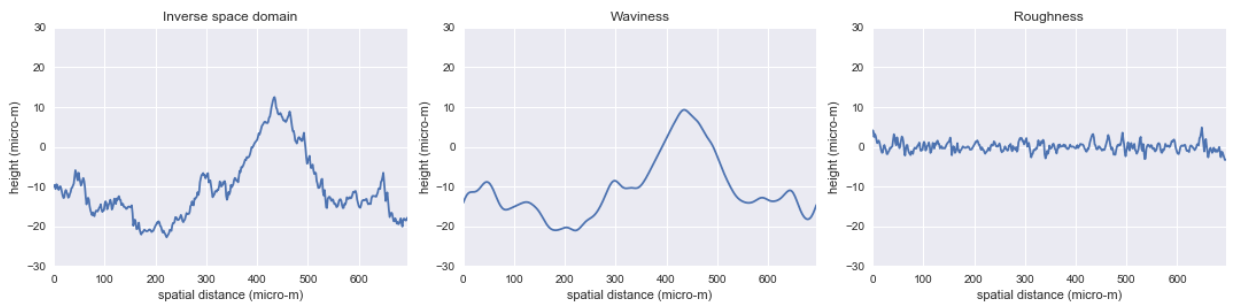 Inverse space domain
height (micro-m)
30
20
10
0
−10
−20
−30
0 100 200 300 400 500 600
spatial distance (micro-m)
Waviness
height (micro-m)
30
20
10
0
−10
−20
−30
0 100 200 300 400 500 600
spatial distance (micro-m)
Roughness
height (micro-m)
30
20
10
0
−10
−20
−30
0 100 200 300 400 500 600
spatial distance (micro-m)